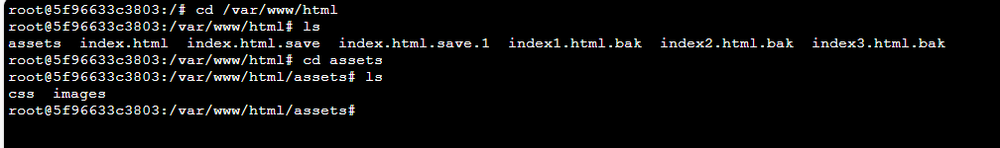 root@5f96633c3803:/# cd /var/www/html
root@5f96633c3803:/var/www/html# ls
assets  index.html  index.html.save  index.html.save.1  index1.html.bak  index2.html.bak  index3.html.bak
root@5f96633c3803:/var/www/html# cd assets
root@5f96633c3803:/var/www/html/assets# ls
css  images
root@5f96633c3803:/var/www/html/assets#